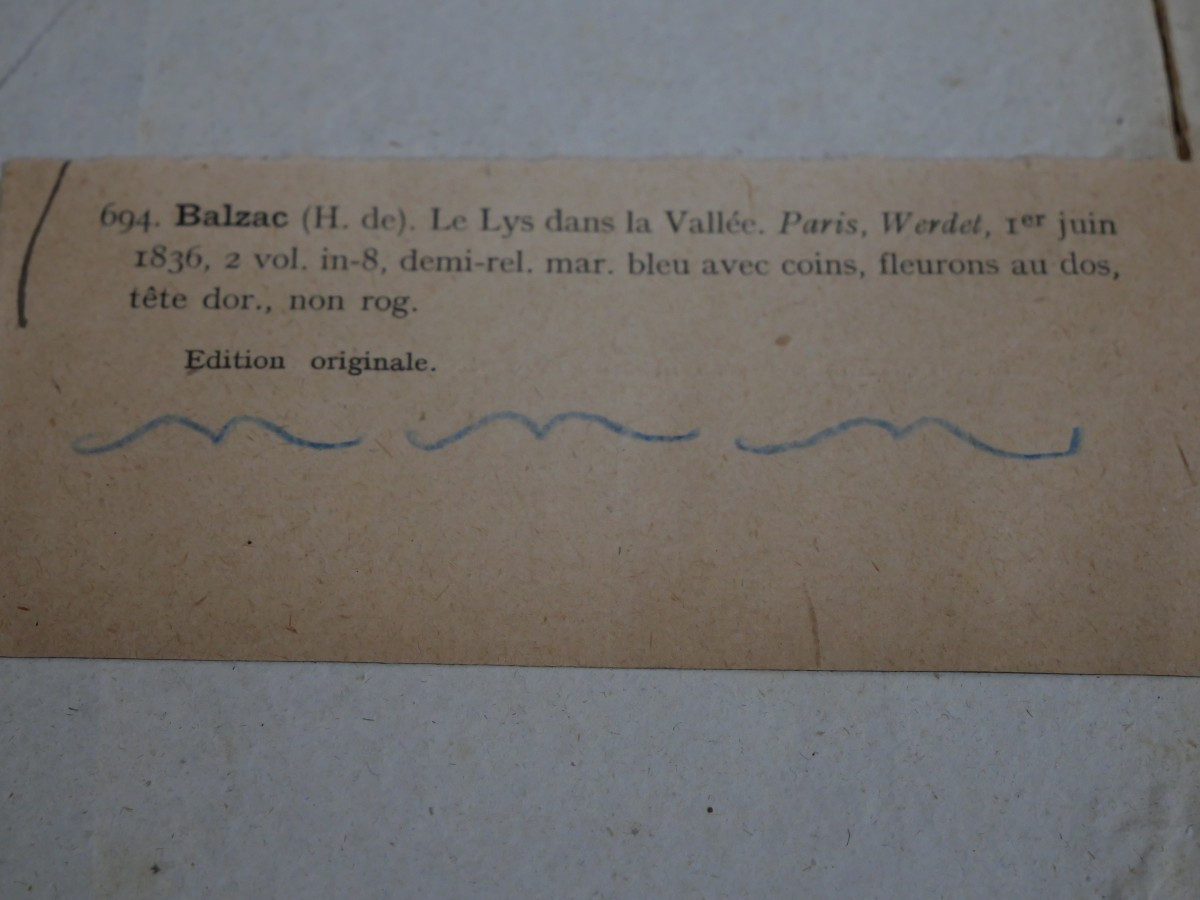 694. Balzac (H. de). Le Lys dans la Vallée. Paris, Werdet, 1er juin
1836, 2 vol. in-8, demi-rel. mar. bleu avec coins, fleurons au dos,
tête dor., non rog.
Edition originale.